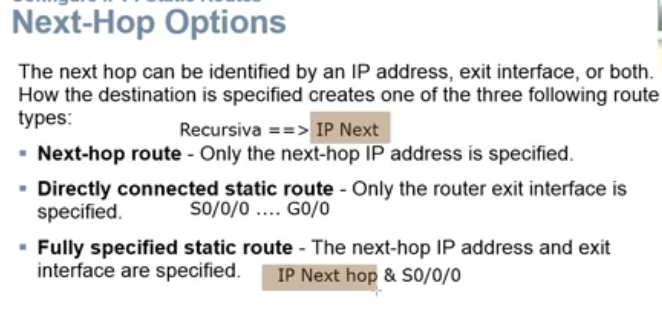 Next-Hop Options
The next hop can be identified by an IP address, exit interface, or both.
How the destination is specified creates one of the three following route
types:
Recursiva ==> IP Next
▪ Next-hop route - Only the next-hop IP address is specified.
▪ Directly connected static route - Only the router exit interface is
specified.
S0/0/0 .... G0/0
▪ Fully specified static route - The next-hop IP address and exit
interface are specified.
IP Next hop & S0/0/0